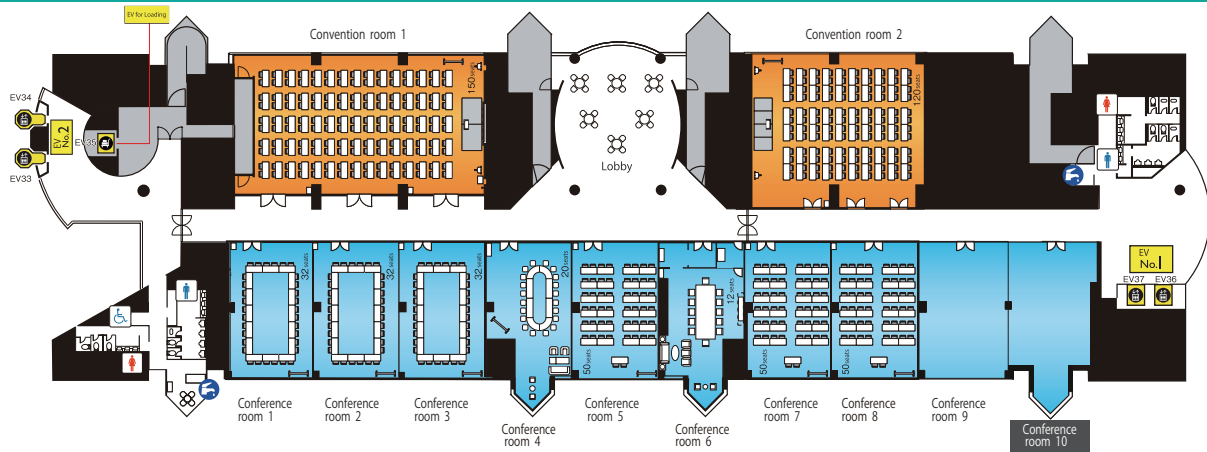 EV for Loading
Convention room 1
Convention room 2
150 seats
120 seats
EV34
EV No.2
EV35
EV33
Lobby
EV
No.1
EV37 EV36
32 seats
32 seats
32 seats
20 seats
50 seats
12 seats
50 seats
50 seats
Conference
room 1
Conference
room 2
Conference
room 3
Conference
room 4
Conference
room 5
Conference
room 6
Conference
room 7
Conference
room 8
Conference
room 9
Conference
room 10